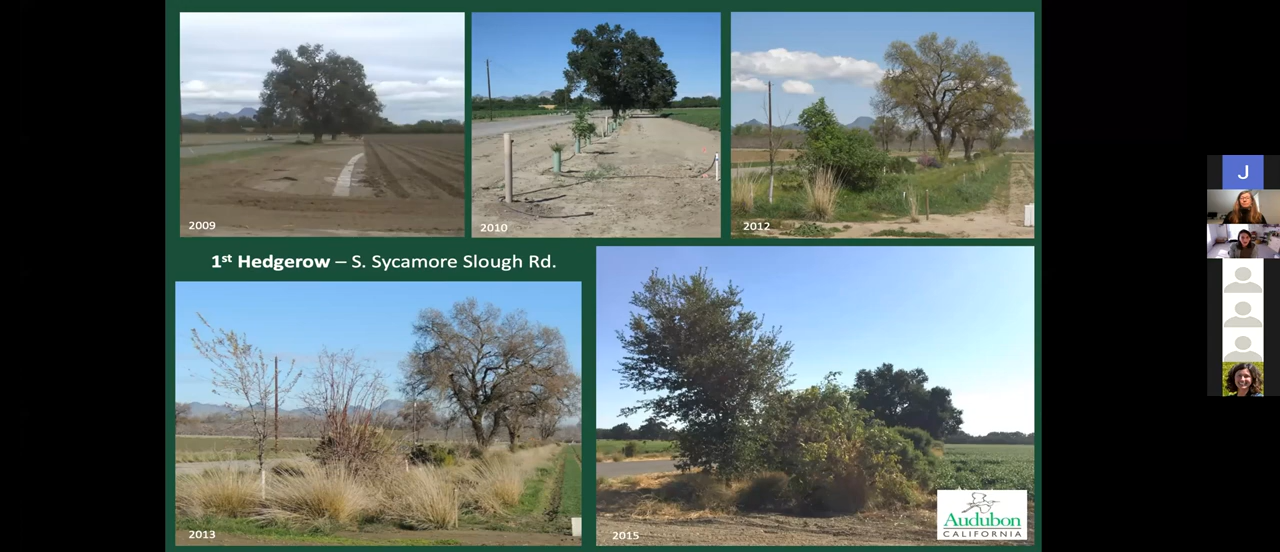 2009
2010
2012
1st Hedgerow – S. Sycamore Slough Rd.
2013
2015
Audubon
CALIFORNIA
J